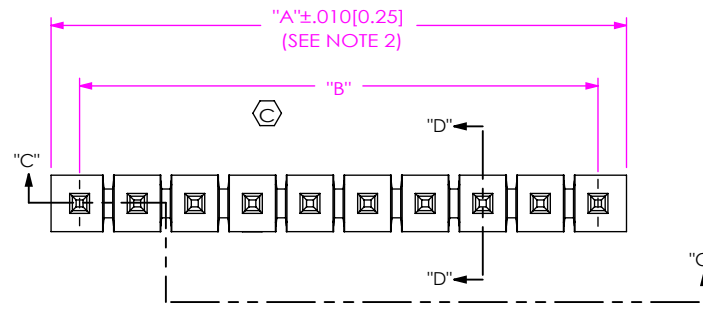 "A"±.010[0.25]
(SEE NOTE 2)
"B"
C
"D"
"C"
"D"